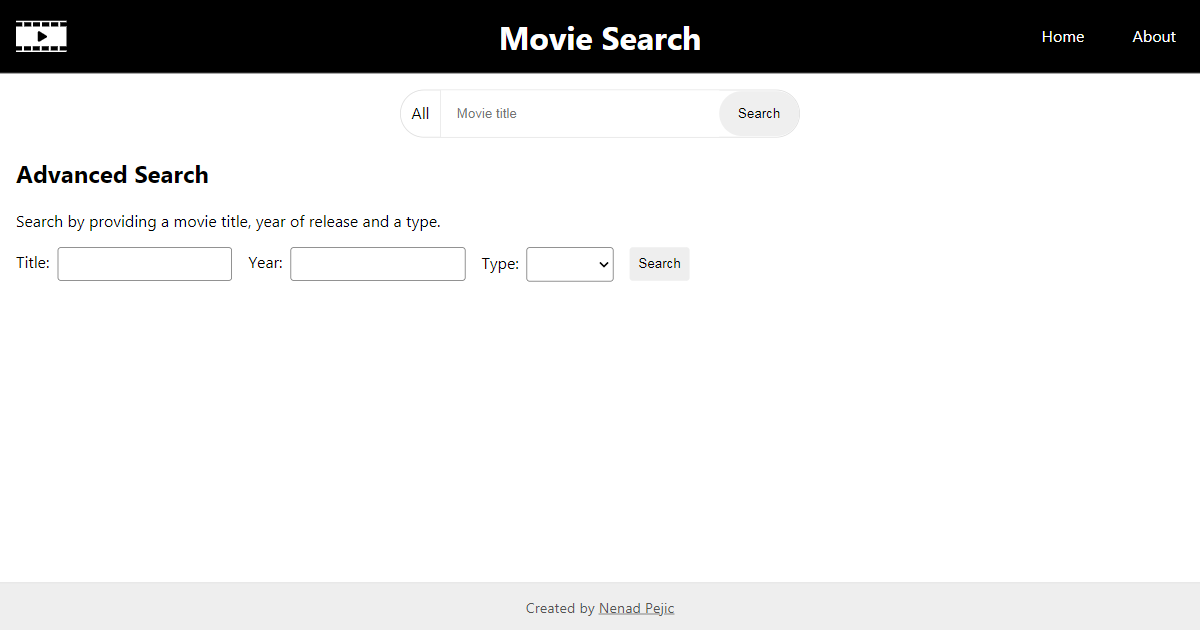 Movie Search
Home
About
All
Movie title
Search
Advanced Search
Search by providing a movie title, year of release and a type.
Title:
Year:
Type:
Search
Created by Nenad Pejic